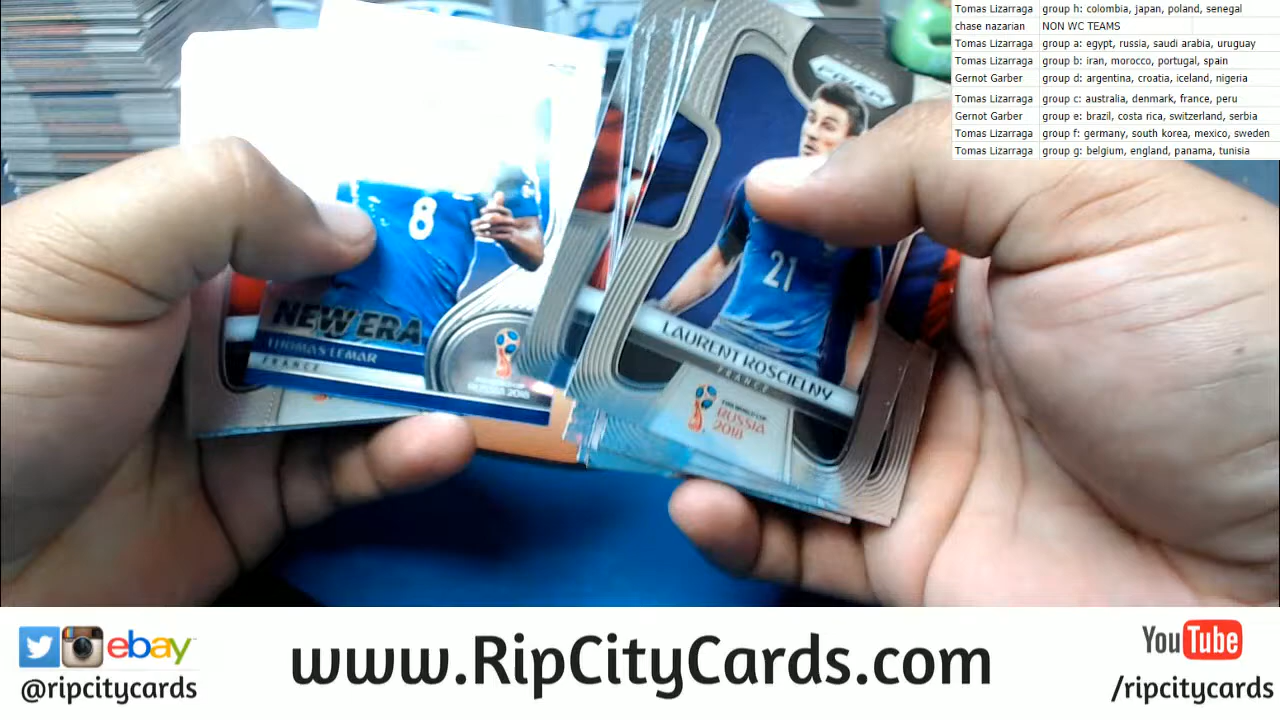 Tomas Lizarraga group h: colombia, japan, poland, senegal
chase nazarian NON WC TEAMS
Tomas Lizarraga group a: egypt, russia, saudi arabia, uruguay
Tomas Lizarraga group b: iran, morocco, portugal, spain
Gernot Garber group d: argentina, croatia, iceland, nigeria
Tomas Lizarraga group c: australia, denmark, france, peru
Gernot Garber group e: brazil, costa rica, switzerland, serbia
Tomas Lizarraga group f: germany, south korea, mexico, sweden
Tomas Lizarraga group g: belgium, england, panama, tunisia
PRIZM
8
21
NEW ERA
THOMAS LEMAR
FRANCE
RUSSIA 2018
LAURENT KOSCIELNY
FRANCE
FIFA WORLD CUP
RUSSIA
2018
ebay
@ripcitycards
www.RipCityCards.com
YouTube
/ripcitycards